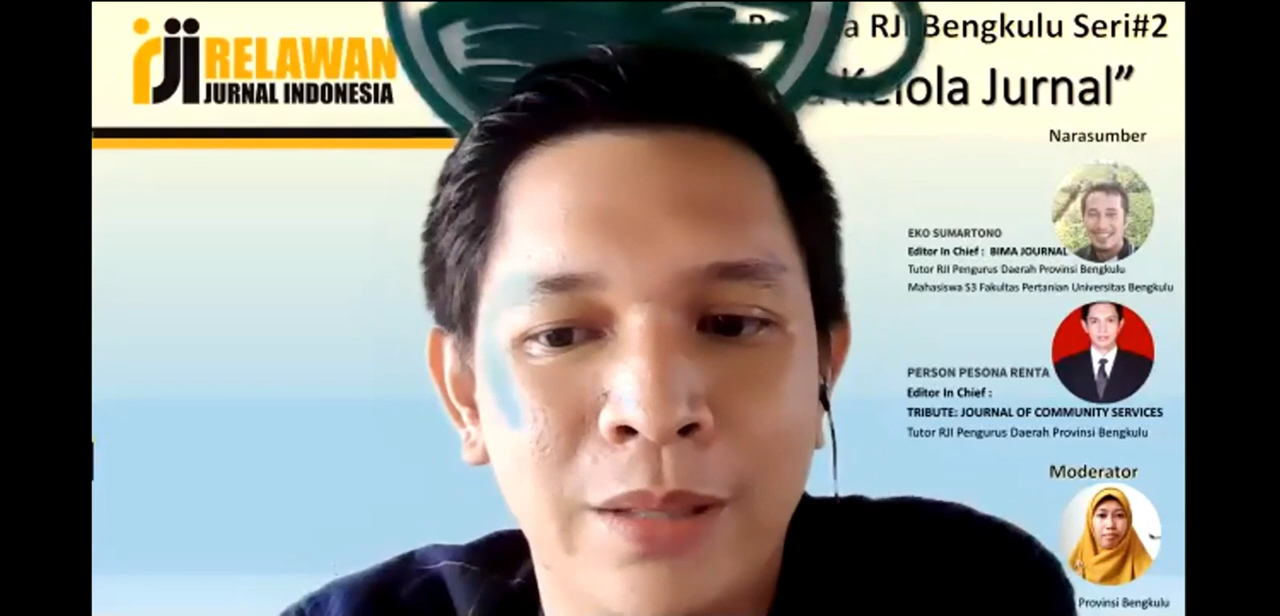 rji RELAWAN
JURNAL INDONESIA
RJI Bengkulu Seri#2
Jurnal”
Narasumber
EKO SUMARTONO
Editor In Chief : BIMA JOURNAL
Tutor RJI Pengurus Daerah Provinsi Bengkulu
Mahasiswa S3 Fakultas Pertanian Universitas Bengkulu
PERSON PESONA RENTA
Editor In Chief :
TRIBUTE: JOURNAL OF COMMUNITY SERVICES
Tutor RJI Pengurus Daerah Provinsi Bengkulu
Moderator
Provinsi Bengkulu